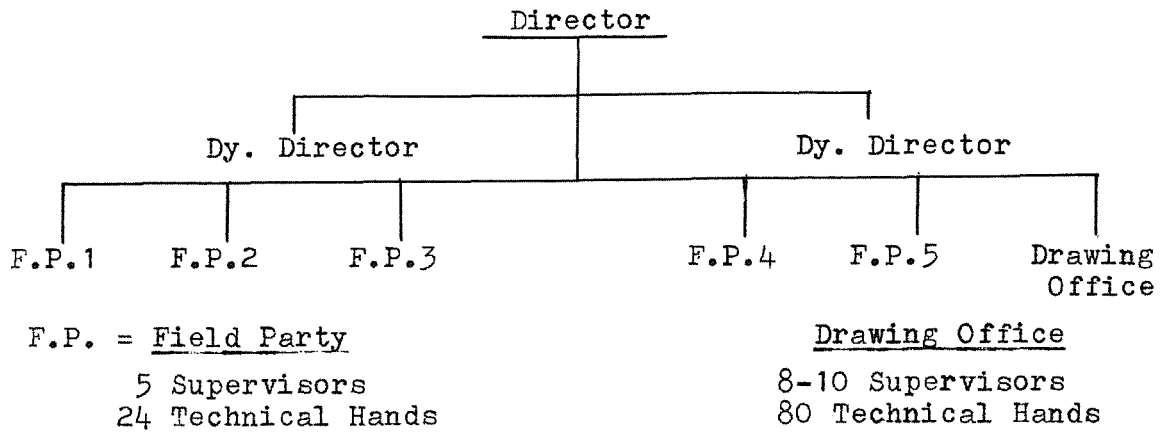 Director
Dy. Director Dy. Director
F.P.1 F.P.2 F.P.3 F.P.4 F.P.5 Drawing
Office
F.P. = Field Party
5 Supervisors
24 Technical Hands
Drawing Office
8-10 Supervisors
80 Technical Hands